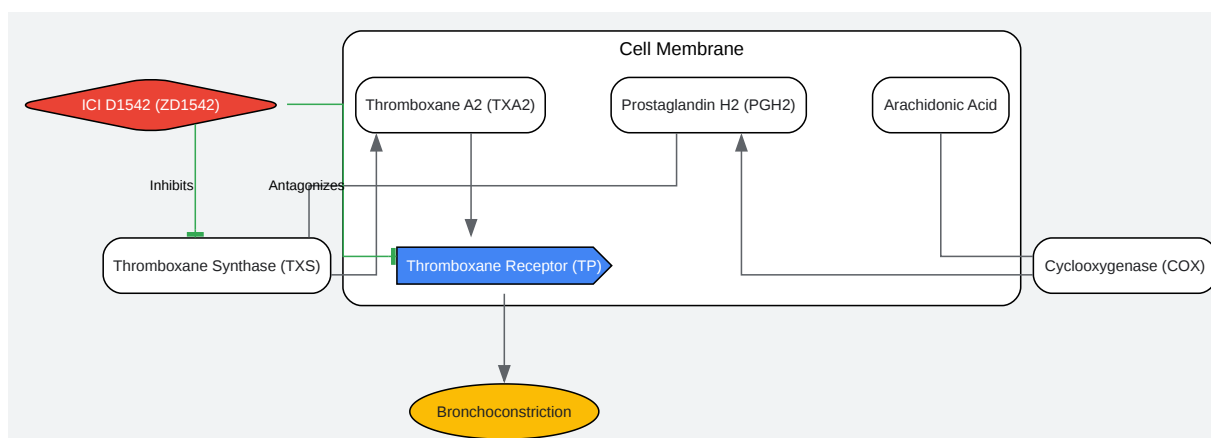 Cell Membrane
ICI D1542 (ZD1542)
Thromboxane A2 (TXA2)
Prostaglandin H2 (PGH2)
Arachidonic Acid
Inhibits
Antagonizes
Thromboxane Synthase (TXS)
Thromboxane Receptor (TP)
Cyclooxygenase (COX)
Bronchoconstriction